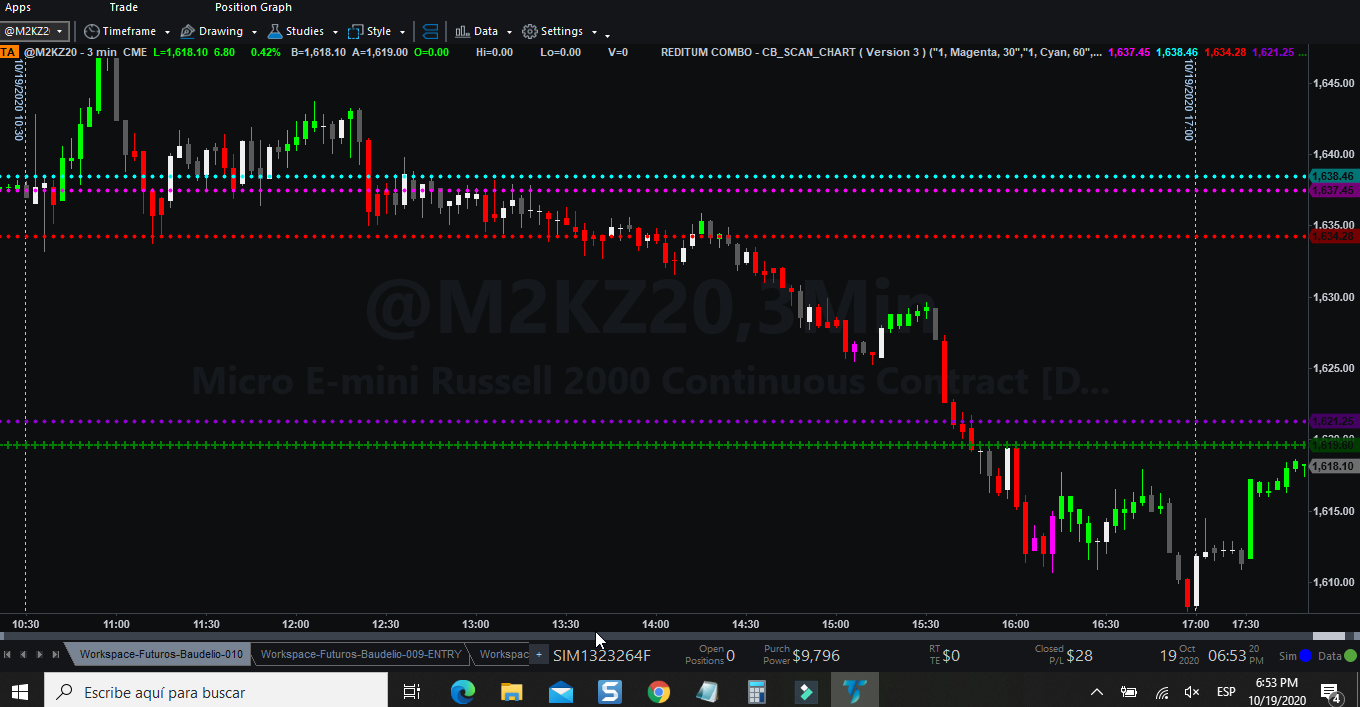 Apps Trade Position Graph
@M2KZ2 Timeframe Drawing Studies Style Data Settings
TA @M2KZ20 - 3 min CME L=1,618.10 6.80 0.42% B=1,618.10 A=1,619.00 O=0.00 Hi=0.00 Lo=0.00 V=0 REDITUM COMBO - CB_SCAN_CHART ( Version 3 ) ("1, Magenta, 30","1, Cyan, 60",... 1,637.45 1,638.46 1,634.28 1,621.25 ...
10/19/2020 10:30
10/19/2020 17:00
1,645.00
1,640.00
1,638.46
1,637.45
1,635.00
1,634.28
@M2KZ20,3Min
1,630.00
Micro E-mini Russell 2000 Continuous Contract [D...
1,625.00
1,621.25
1,620.00
1,619.60
1,618.10
1,615.00
1,610.00
10:30 11:00 11:30 12:00 12:30 13:00 13:30 14:00 14:30 15:00 15:30 16:00 16:30 17:00 17:30
Workspace-Futuros-Baudelio-010 Workspace-Futuros-Baudelio-009-ENTRY Workspac + SIM1323264F Open Positions 0 Purch Power $9,796 RT TE $0 Closed P/L $28 19 Oct 2020 06:53 20 PM Sim Data
Escribe aquí para buscar
ESP
6:53 PM
10/19/2020
4